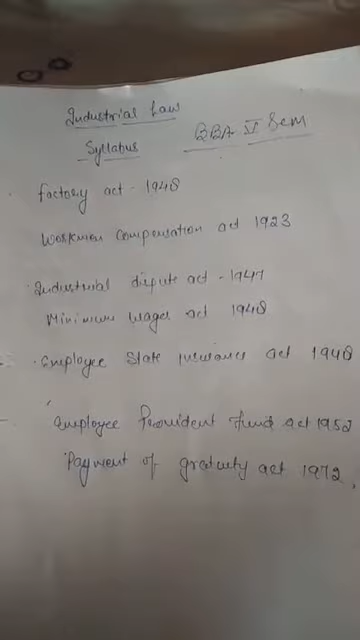 Industrial Law
BBA V Sem
Syllabus
Factory act - 1948
Workmen compensation act 1923
Industrial dispute act - 1947
Minimum wages act 1948
Employee State Insurance act 1948
Employee Provident Fund act 1952
Payment of gratuity act 1972,